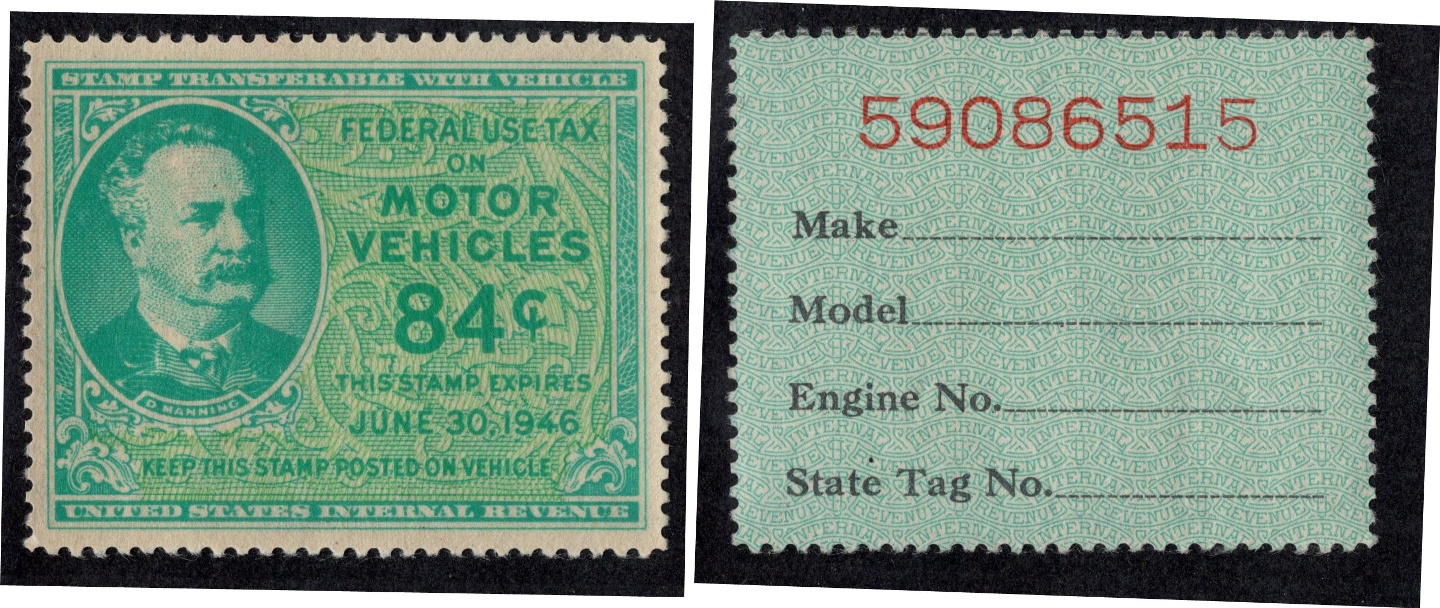 STAMP TRANSFERABLE WITH VEHICLE
FEDERAL USE TAX
ON
MOTOR
VEHICLES
84¢
THIS STAMP EXPIRES
JUNE 30, 1946
D MANNING
KEEP THIS STAMP POSTED ON VEHICLE
UNITED STATES INTERNAL REVENUE
59086515
Make
Model
Engine No.
State Tag No.